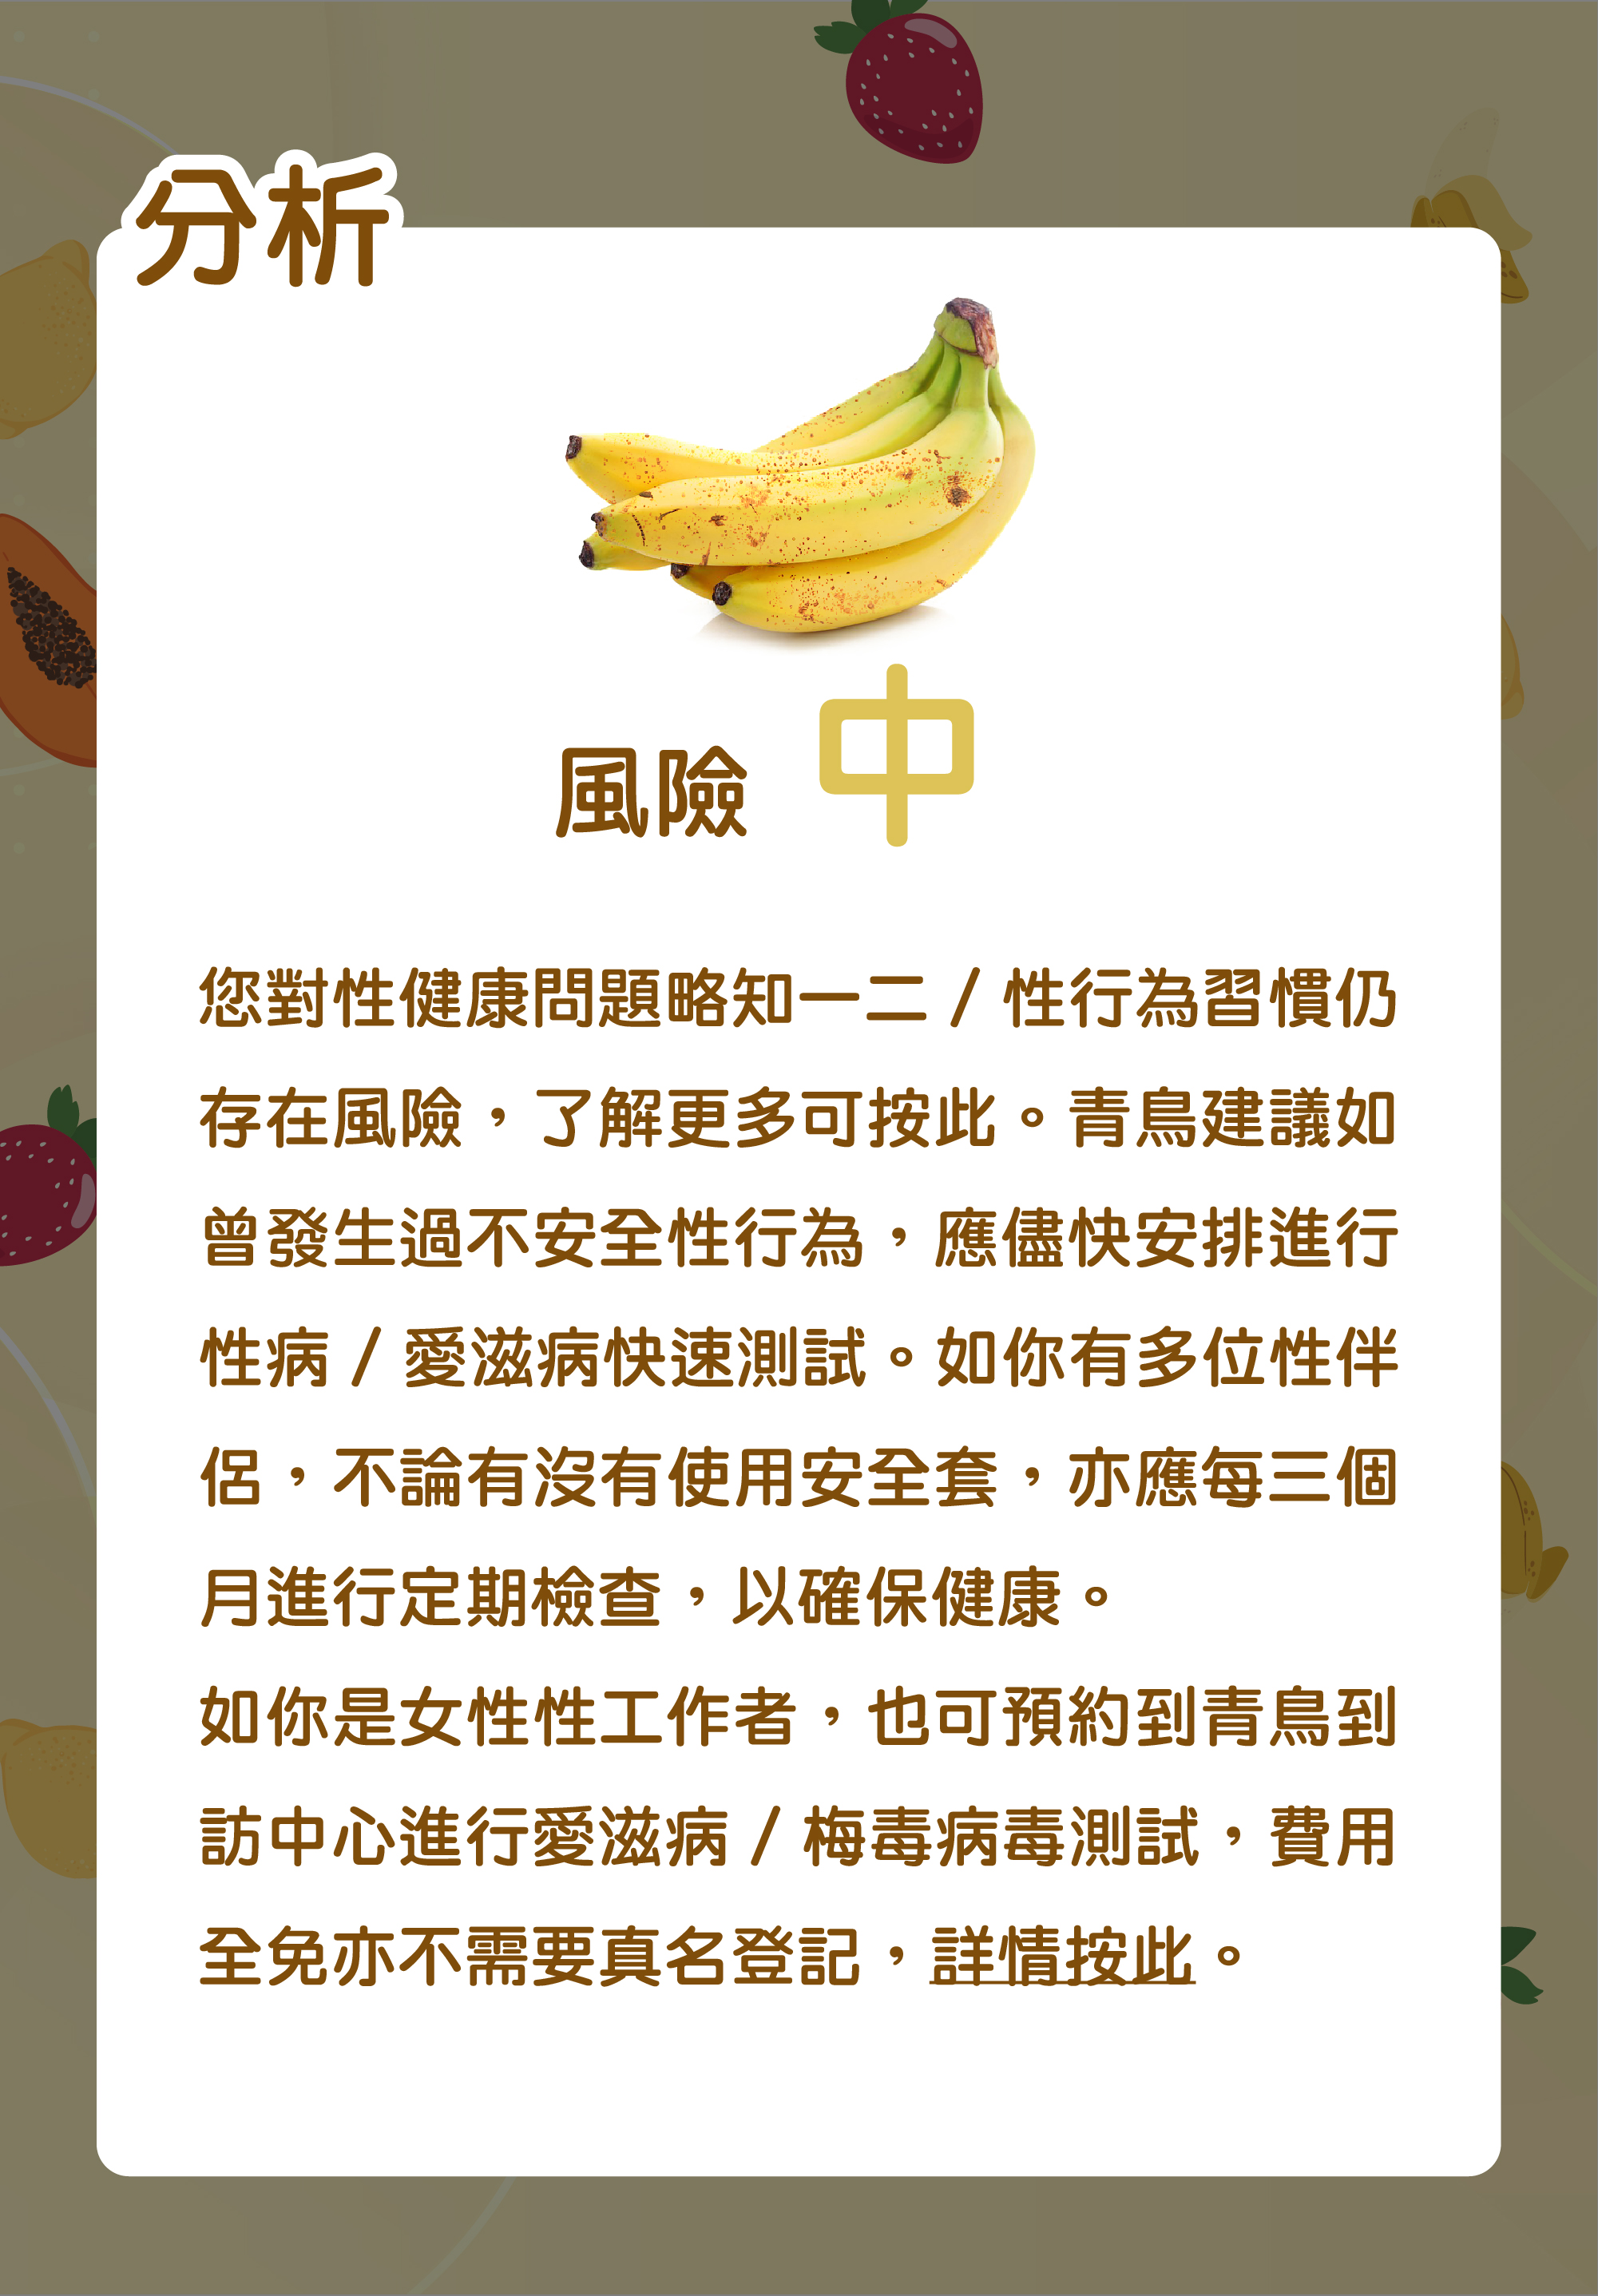 分析
風險 中
您對性健康問題略知一二 / 性行為習慣仍
存在風險，了解更多可按此。青鳥建議如
曾發生過不安全性行為，應儘快安排進行
性病 / 愛滋病快速測試。如你有多位性伴
侶，不論有沒有使用安全套，亦應每三個
月進行定期檢查，以確保健康。
如你是女性性工作者，也可預約到青鳥到
訪中心進行愛滋病 / 梅毒病毒測試，費用
全免亦不需要真名登記，詳情按此。